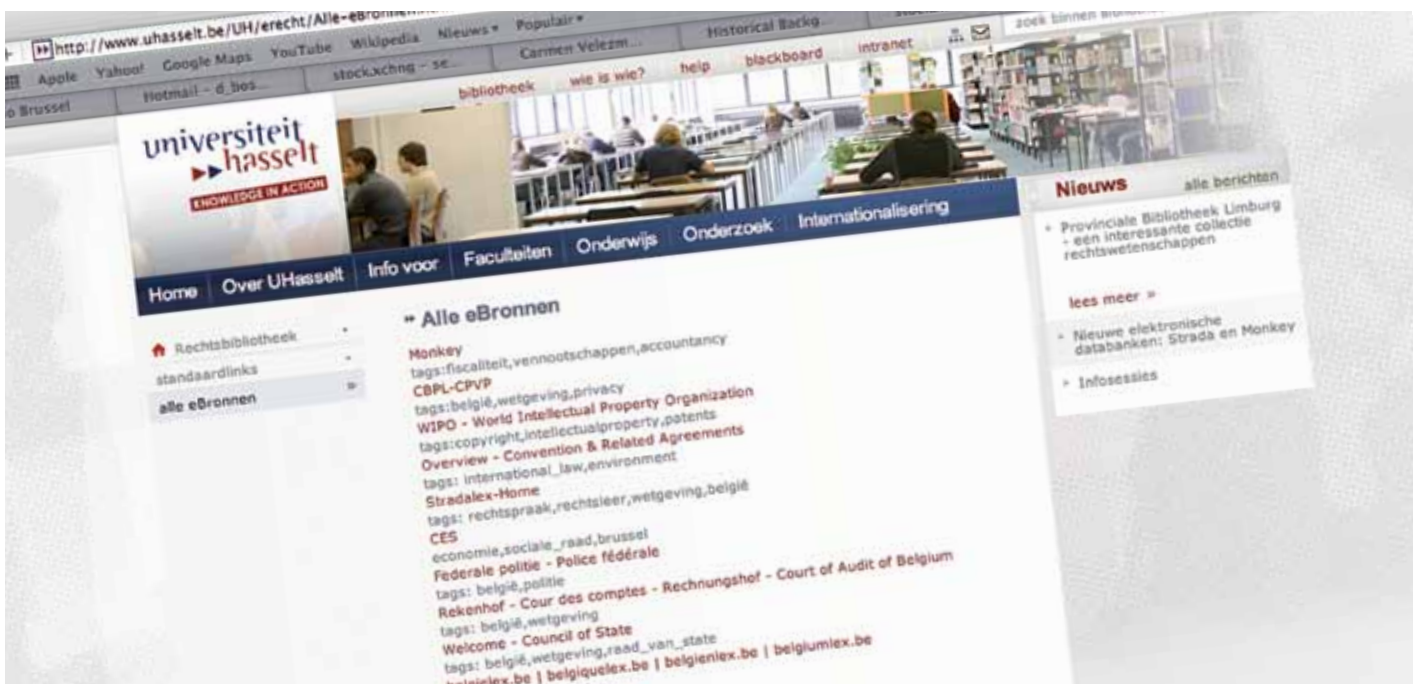 http://www.uhasselt.be/UH/erecht/Alle-eBronnen.
Apple Yahoo! Google Maps YouTube Wikipedia Nieuws Populair
Brussel Hotmail - d_bos... stock.xchng - se... Carmen Velezm... Historical Backg...
bibliotheek wie is wie? help blackboard intranet zoek binnen
universiteit
hasselt
KNOWLEDGE IN ACTION
Home Over UHasselt Info voor Faculteiten Onderwijs Onderzoek Internationalisering
Rechtsbibliotheek
standaardlinks
alle eBronnen
Alle eBronnen
Monkey
tags:fiscaliteit,vennootschappen,accountancy
CBPL-CPVP
tags:belgië,wetgeving,privacy
WIPO - World Intellectual Property Organization
tags:copyright,intellectualproperty,patents
Overview - Convention & Related Agreements
tags: international_law,environment
Stradalex-Home
tags: rechtspraak,rechtsleer,wetgeving,belgië
CES
economie,sociale_raad,brussel
Federale politie - Police fédérale
tags: belgië,politie
Rekenhof - Cour des comptes - Rechnungshof - Court of Audit of Belgium
tags: belgië,wetgeving
Welcome - Council of State
tags: belgië,wetgeving,raad_van_state
belgielex.be | belgiquelex.be | belgienlex.be | belgiumlex.be
Nieuws alle berichten
Provinciale Bibliotheek Limburg
- een interessante collectie
rechtswetenschappen
lees meer »
Nieuwe elektronische
databanken: Strada en Monkey
Infosessies